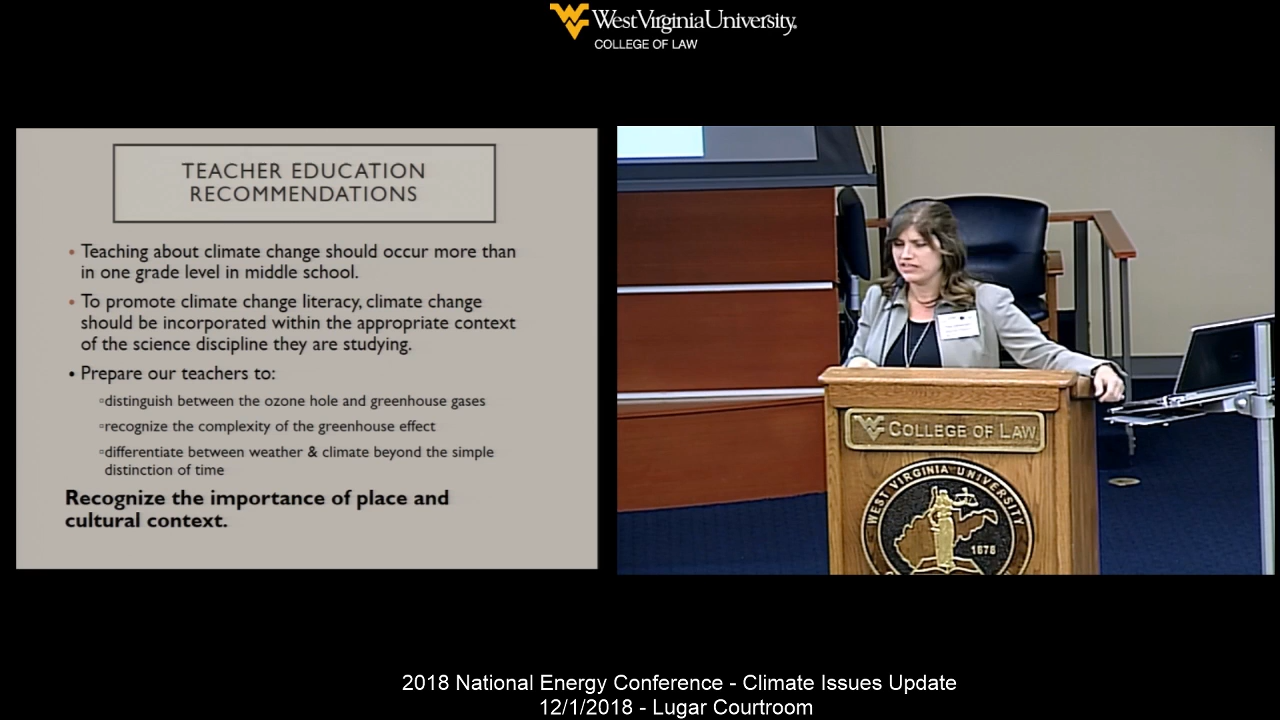 West Virginia University®
COLLEGE OF LAW
TEACHER EDUCATION
RECOMMENDATIONS
• Teaching about climate change should occur more than
in one grade level in middle school.
• To promote climate change literacy, climate change
should be incorporated within the appropriate context
of the science discipline they are studying.
• Prepare our teachers to:
▫distinguish between the ozone hole and greenhouse gases
▫recognize the complexity of the greenhouse effect
▫differentiate between weather & climate beyond the simple
distinction of time
Recognize the importance of place and
cultural context.
COLLEGE OF LAW
WEST VIRGINIA UNIVERSITY
1878
2018 National Energy Conference - Climate Issues Update
12/1/2018 - Lugar Courtroom